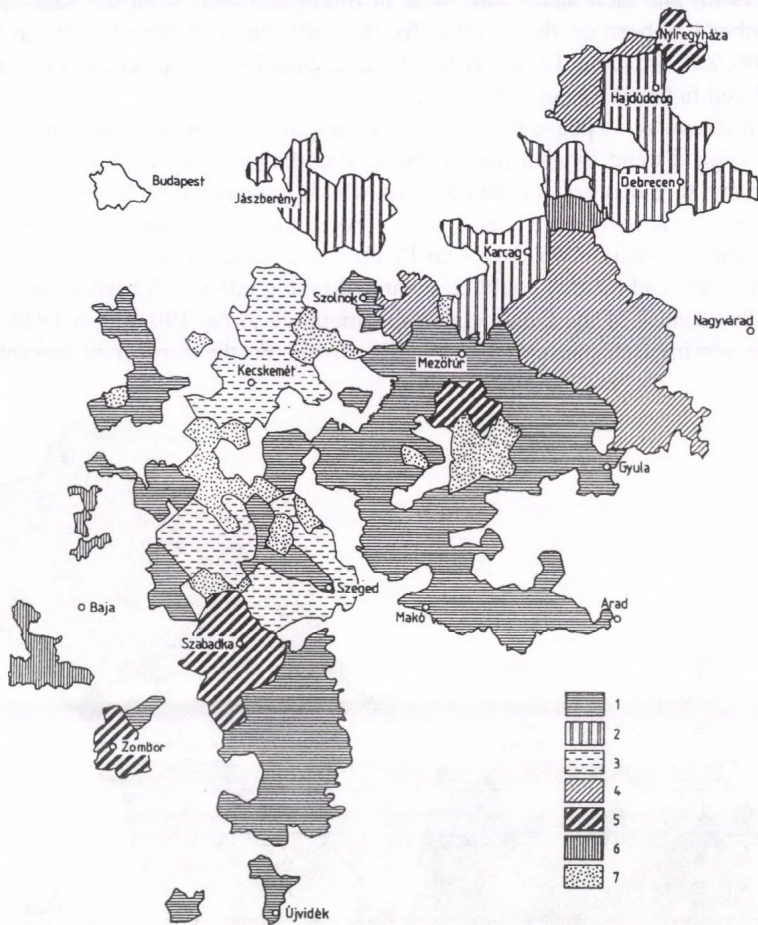 Nyíregyháza
Hajdúdorog
Budapest
Jászberény
Debrecen
Karcag
Szolnok
Nagyvárad
Mezőtúr
Kecskemét
Gyula
Szeged
Baja
Makó
Arad
Szabadka
Zombor
1
2
3
4
5
6
7
Újvidék